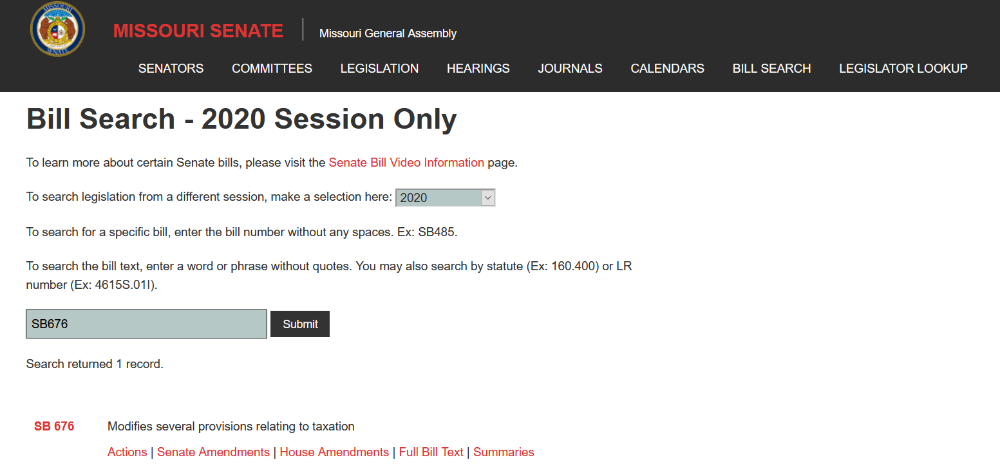 MISSOURI
SENATE
MISSOURI SENATE
Missouri General Assembly
SENATORS COMMITTEES LEGISLATION HEARINGS JOURNALS CALENDARS BILL SEARCH LEGISLATOR LOOKUP
Bill Search - 2020 Session Only
To learn more about certain Senate bills, please visit the Senate Bill Video Information page.
To search legislation from a different session, make a selection here: 2020
To search for a specific bill, enter the bill number without any spaces. Ex: SB485.
To search the bill text, enter a word or phrase without quotes. You may also search by statute (Ex: 160.400) or LR
number (Ex: 4615S.01I).
SB676 Submit
Search returned 1 record.
SB 676 Modifies several provisions relating to taxation
Actions | Senate Amendments | House Amendments | Full Bill Text | Summaries